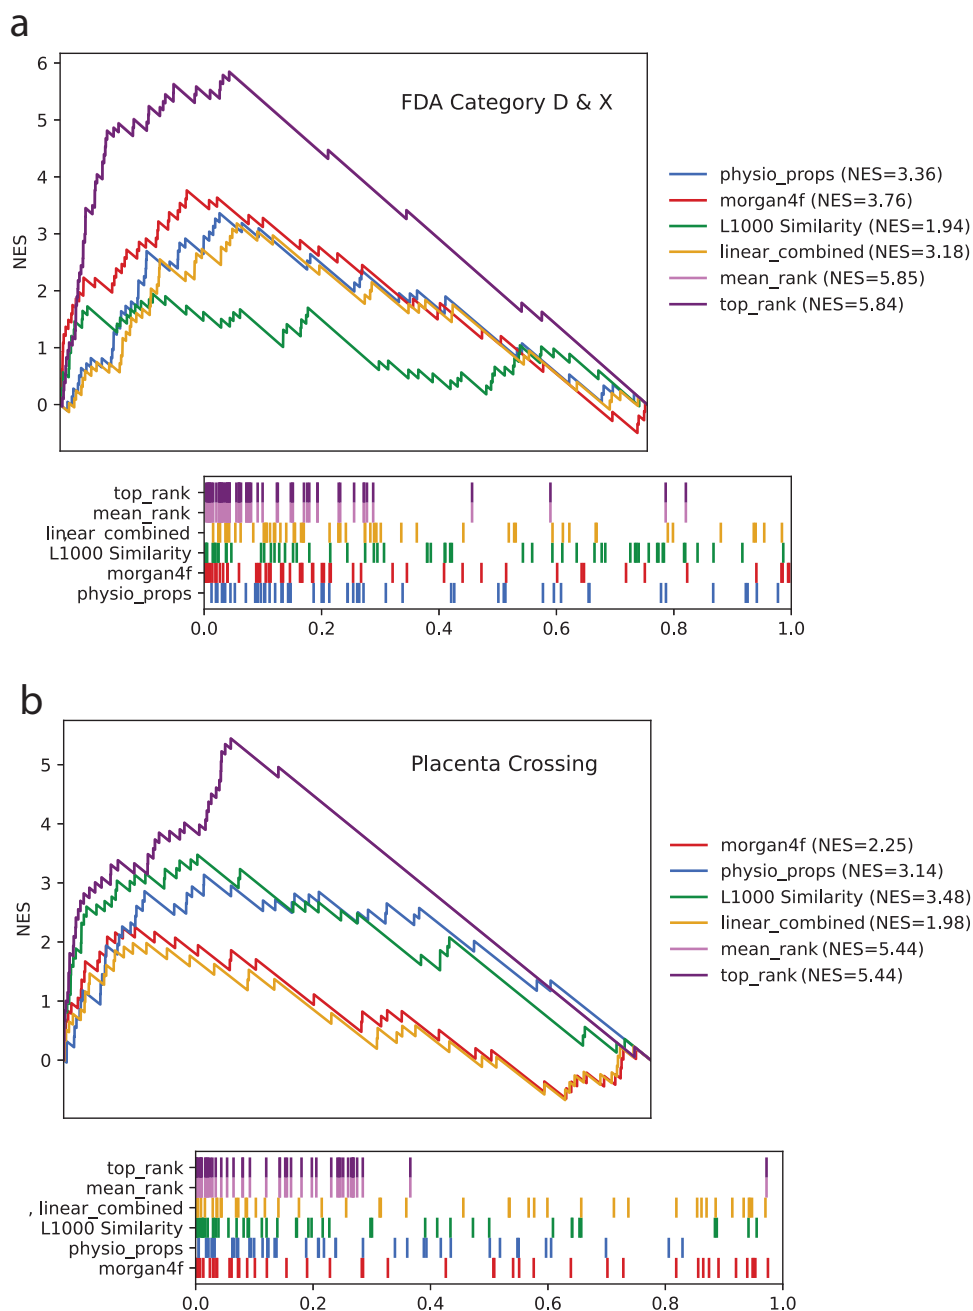 a
6
5
4
3
2
1
0
NES
FDA Category D & X
physio_props (NES=3.36)
morgan4f (NES=3.76)
L1000 Similarity (NES=1.94)
linear_combined (NES=3.18)
mean_rank (NES=5.85)
top_rank (NES=5.84)
top_rank
mean_rank
linear combined
L1000 Similarity
morgan4f
physio_props
0.0 0.2 0.4 0.6 0.8 1.0
b
5
4
3
2
1
0
NES
Placenta Crossing
morgan4f (NES=2.25)
physio_props (NES=3.14)
L1000 Similarity (NES=3.48)
linear_combined (NES=1.98)
mean_rank (NES=5.44)
top_rank (NES=5.44)
top_rank
mean_rank
, linear_combined
L1000 Similarity
physio_props
morgan4f
0.0 0.2 0.4 0.6 0.8 1.0